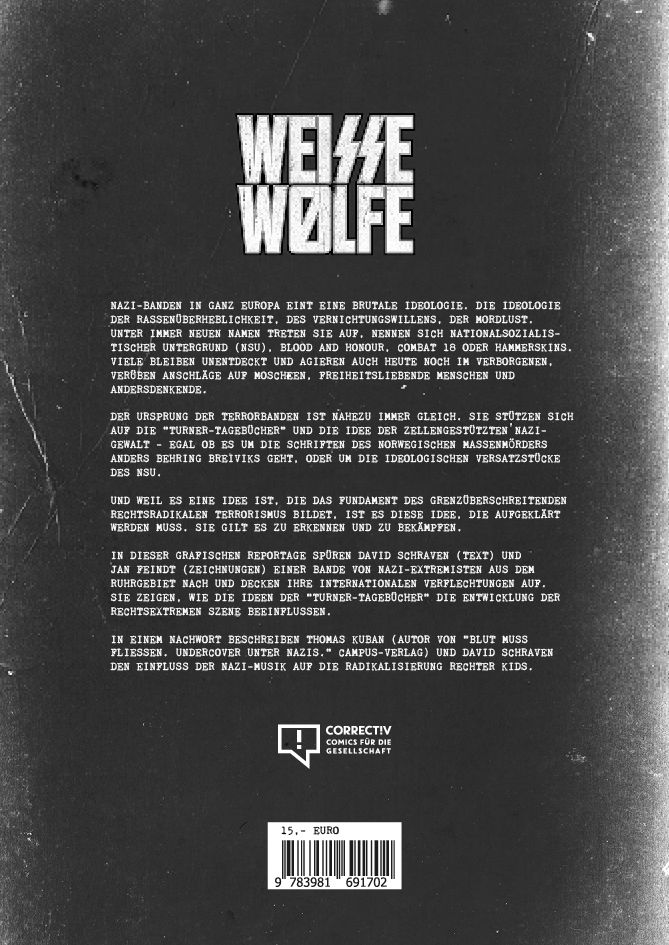 WEISSE
WØLFE
NAZI-BANDEN IN GANZ EUROPA EINT EINE BRUTALE IDEOLOGIE. DIE IDEOLOGIE
DER RASSENÜBERHEBLICHKEIT, DES VERNICHTUNGSWILLENS, DER MORDLUST.
UNTER IMMER NEUEN NAMEN TRETEN SIE AUF, NENNEN SICH NATIONALSOZIALIS-
TISCHER UNTERGRUND (NSU), BLOOD AND HONOUR, COMBAT 18 ODER HAMMERSKINS.
VIELE BLEIBEN UNENTDECKT UND AGIEREN AUCH HEUTE NOCH IM VERBORGENEN,
VERÜBEN ANSCHLÄGE AUF MOSCHEEN, FREIHEITSLIEBENDE MENSCHEN UND
ANDERSDENKENDE.
DER URSPRUNG DER TERRORBANDEN IST NAHEZU IMMER GLEICH. SIE STÜTZEN SICH
AUF DIE "TURNER-TAGEBÜCHER" UND DIE IDEE DER ZELLENGESTÜTZTEN NAZI-
GEWALT - EGAL OB ES UM DIE SCHRIFTEN DES NORWEGISCHEN MASSENMÖRDERS
ANDERS BEHRING BREIVIKS GEHT, ODER UM DIE IDEOLOGISCHEN VERSATZSTÜCKE
DES NSU.
UND WEIL ES EINE IDEE IST, DIE DAS FUNDAMENT DES GRENZÜBERSCHREITENDEN
RECHTSRADIKALEN TERRORISMUS BILDET, IST ES DIESE IDEE, DIE AUFGEKLÄRT
WERDEN MUSS. SIE GILT ES ZU ERKENNEN UND ZU BEKÄMPFEN.
IN DIESER GRAFISCHEN REPORTAGE SPÜREN DAVID SCHRAVEN (TEXT) UND
JAN FEINDT (ZEICHNUNGEN) EINER BANDE VON NAZI-EXTREMISTEN AUS DEM
RUHRGEBIET NACH UND DECKEN IHRE INTERNATIONALEN VERFLECHTUNGEN AUF.
SIE ZEIGEN, WIE DIE IDEEN DER "TURNER-TAGEBÜCHER" DIE ENTWICKLUNG DER
RECHTSEXTREMEN SZENE BEEINFLUSSEN.
IN EINEM NACHWORT BESCHREIBEN THOMAS KUBAN (AUTOR VON "BLUT MUSS
FLIESSEN. UNDERCOVER UNTER NAZIS." CAMPUS-VERLAG) UND DAVID SCHRAVEN
DEN EINFLUSS DER NAZI-MUSIK AUF DIE RADIKALISIERUNG RECHTER KIDS.
CORRECT!V
COMICS FÜR DIE
GESELLSCHAFT
15,- EURO
9 783981 691702